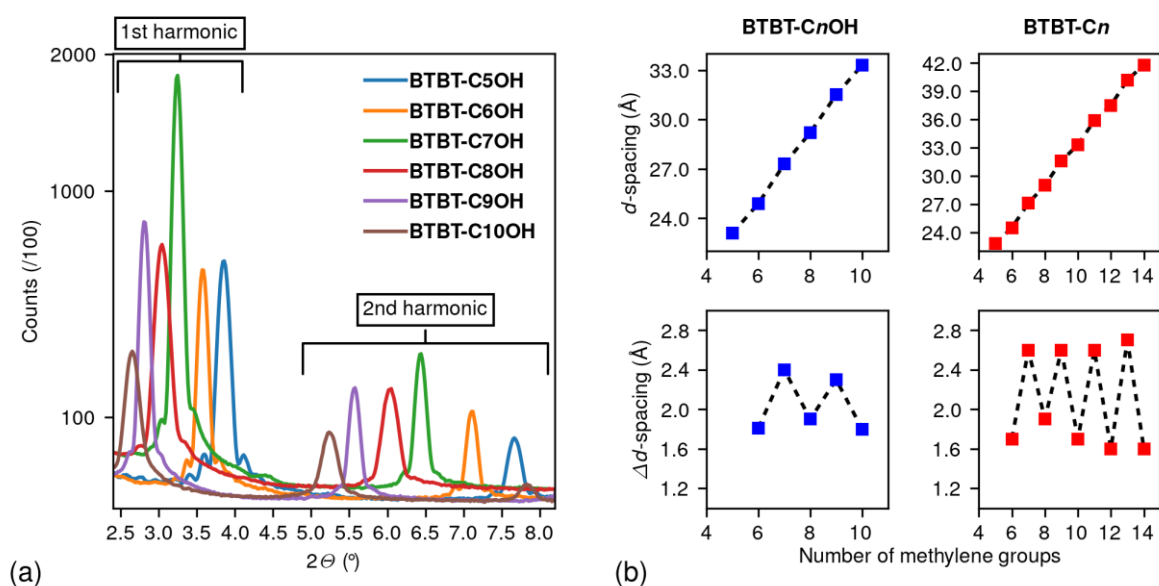 1st harmonic
2000
1000
100
Counts (/100)
BTBT-C5OH
BTBT-C6OH
BTBT-C7OH
BTBT-C8OH
BTBT-C9OH
BTBT-C10OH
2nd harmonic
2.5 3.0 3.5 4.0 4.5 5.0 5.5 6.0 6.5 7.0 7.5 8.0
2Θ (º)
(a)
BTBT-CnOH
33.0
30.0
27.0
24.0
d-spacing (Å)
4 6 8 10
BTBT-Cn
42.0
39.0
36.0
33.0
30.0
27.0
24.0
4 6 8 10 12 14
2.8
2.4
2.0
1.6
1.2
Δd-spacing (Å)
4 6 8 10
2.8
2.4
2.0
1.6
1.2
4 6 8 10 12 14
Number of methylene groups
(b)